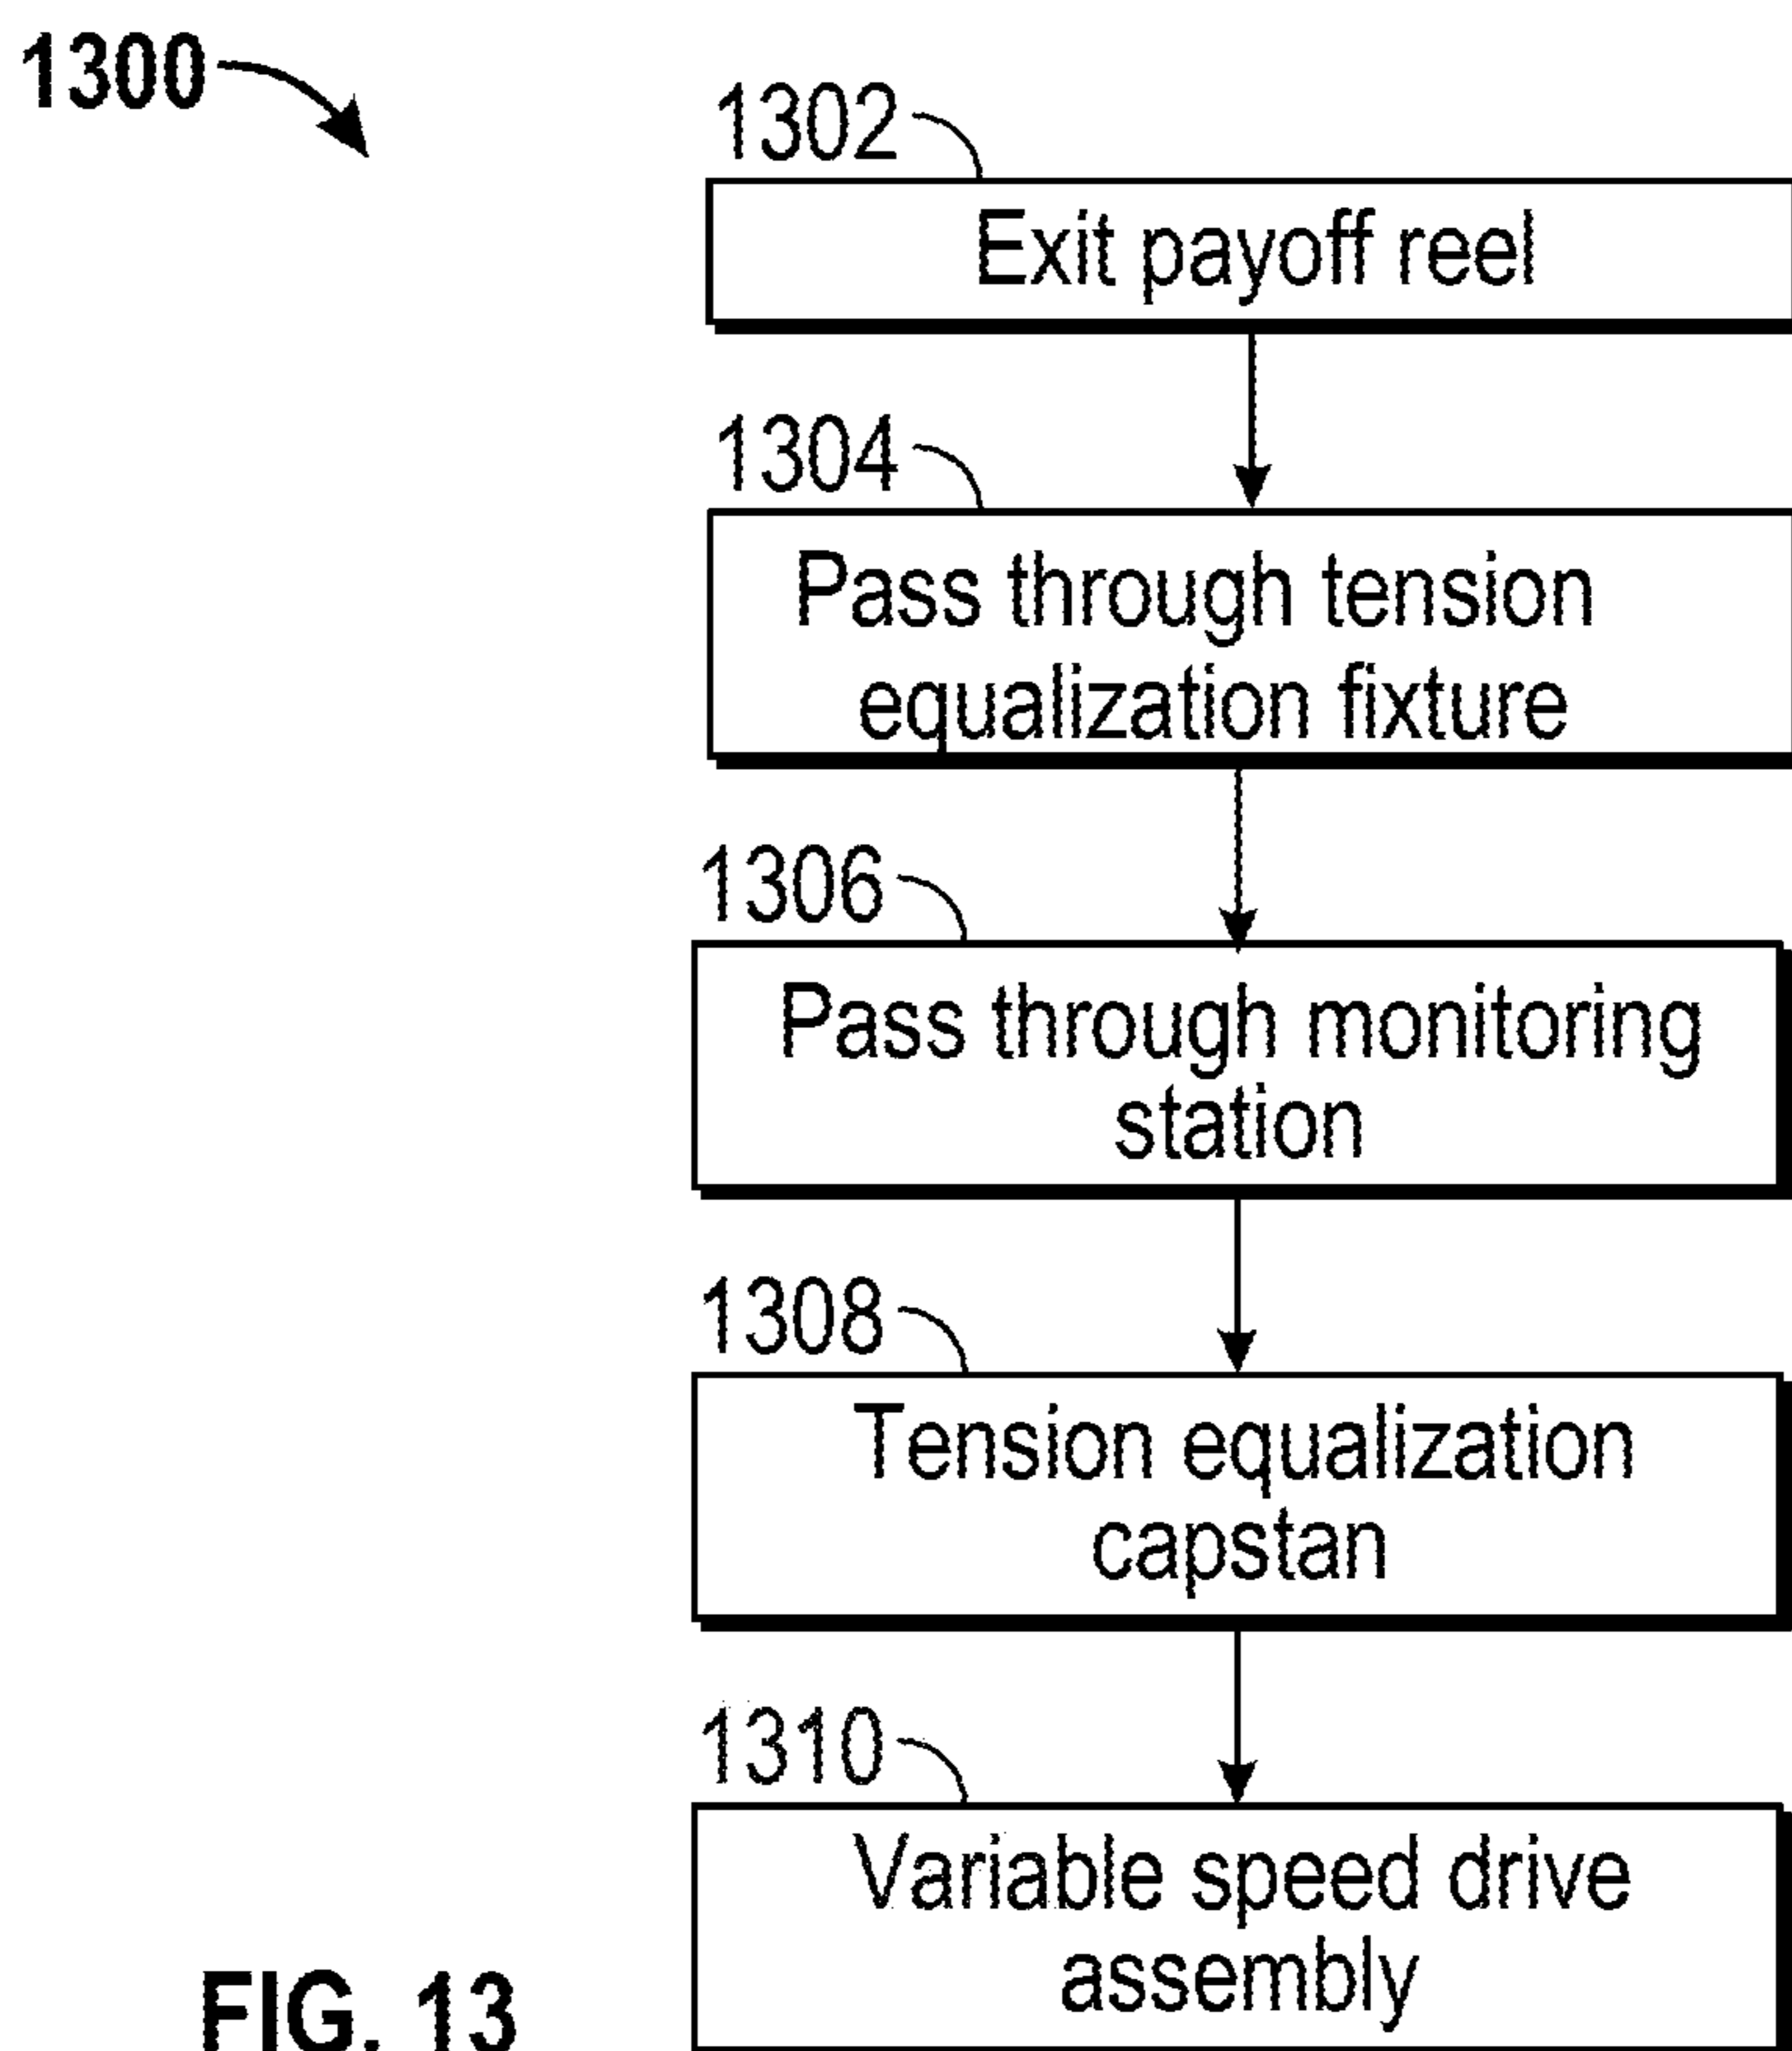 1300
1302
Exit payoff reel
1304
Pass through tension
equalization fixture
1306
Pass through monitoring
station
1308
Tension equalization
capstan
1310
Variable speed drive
assembly
FIG. 13